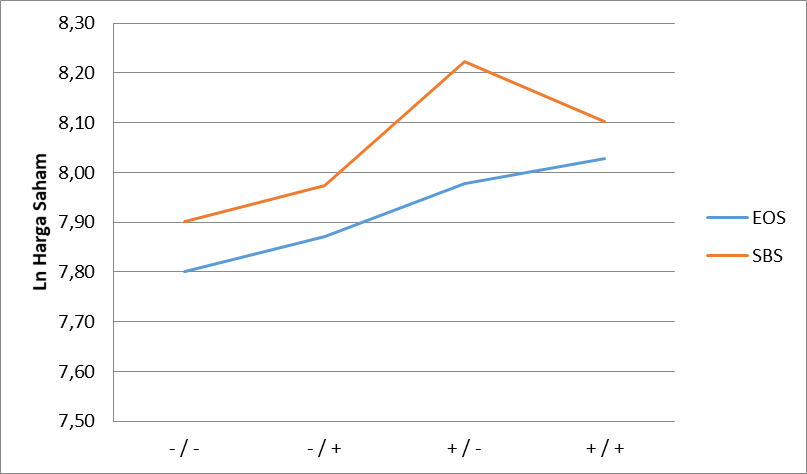 8,30
8,20
8,10
8,00
7,90
7,80
7,70
7,60
7,50
Ln Harga Saham
- / -
- / +
+ / -
+ / +
EOS
SBS